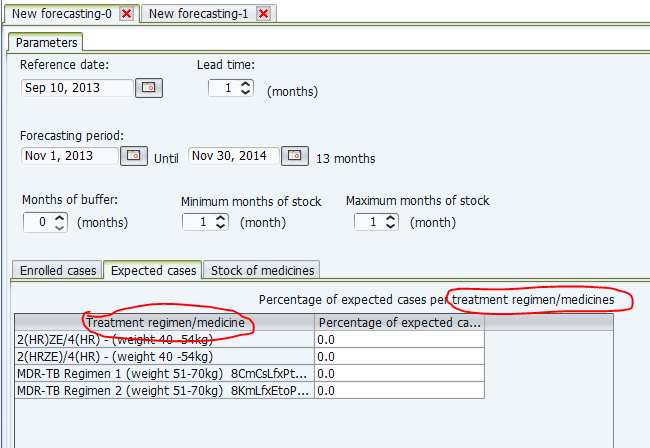 New forecasting-0 New forecasting-1
Parameters
Reference date: Lead time:
Sep 10, 2013 1 (months)
Forecasting period:
Nov 1, 2013 Until Nov 30, 2014 13 months
Months of buffer: Minimum months of stock Maximum months of stock
0 (months) 1 (month) 1 (month)
Enrolled cases Expected cases Stock of medicines
Percentage of expected cases per treatment regimen/medicines
Treatment regimen/medicine Percentage of expected ca...
2(HR)ZE/4(HR) - (weight 40 -54kg) 0.0
2(HRZE)/4(HR) - (weight 40 -54kg) 0.0
MDR-TB Regimen 1 (weight 51-70kg) 8CmCsLfxPt... 0.0
MDR-TB Regimen 2 (weight 51-70kg) 8KmLfxEtoP... 0.0